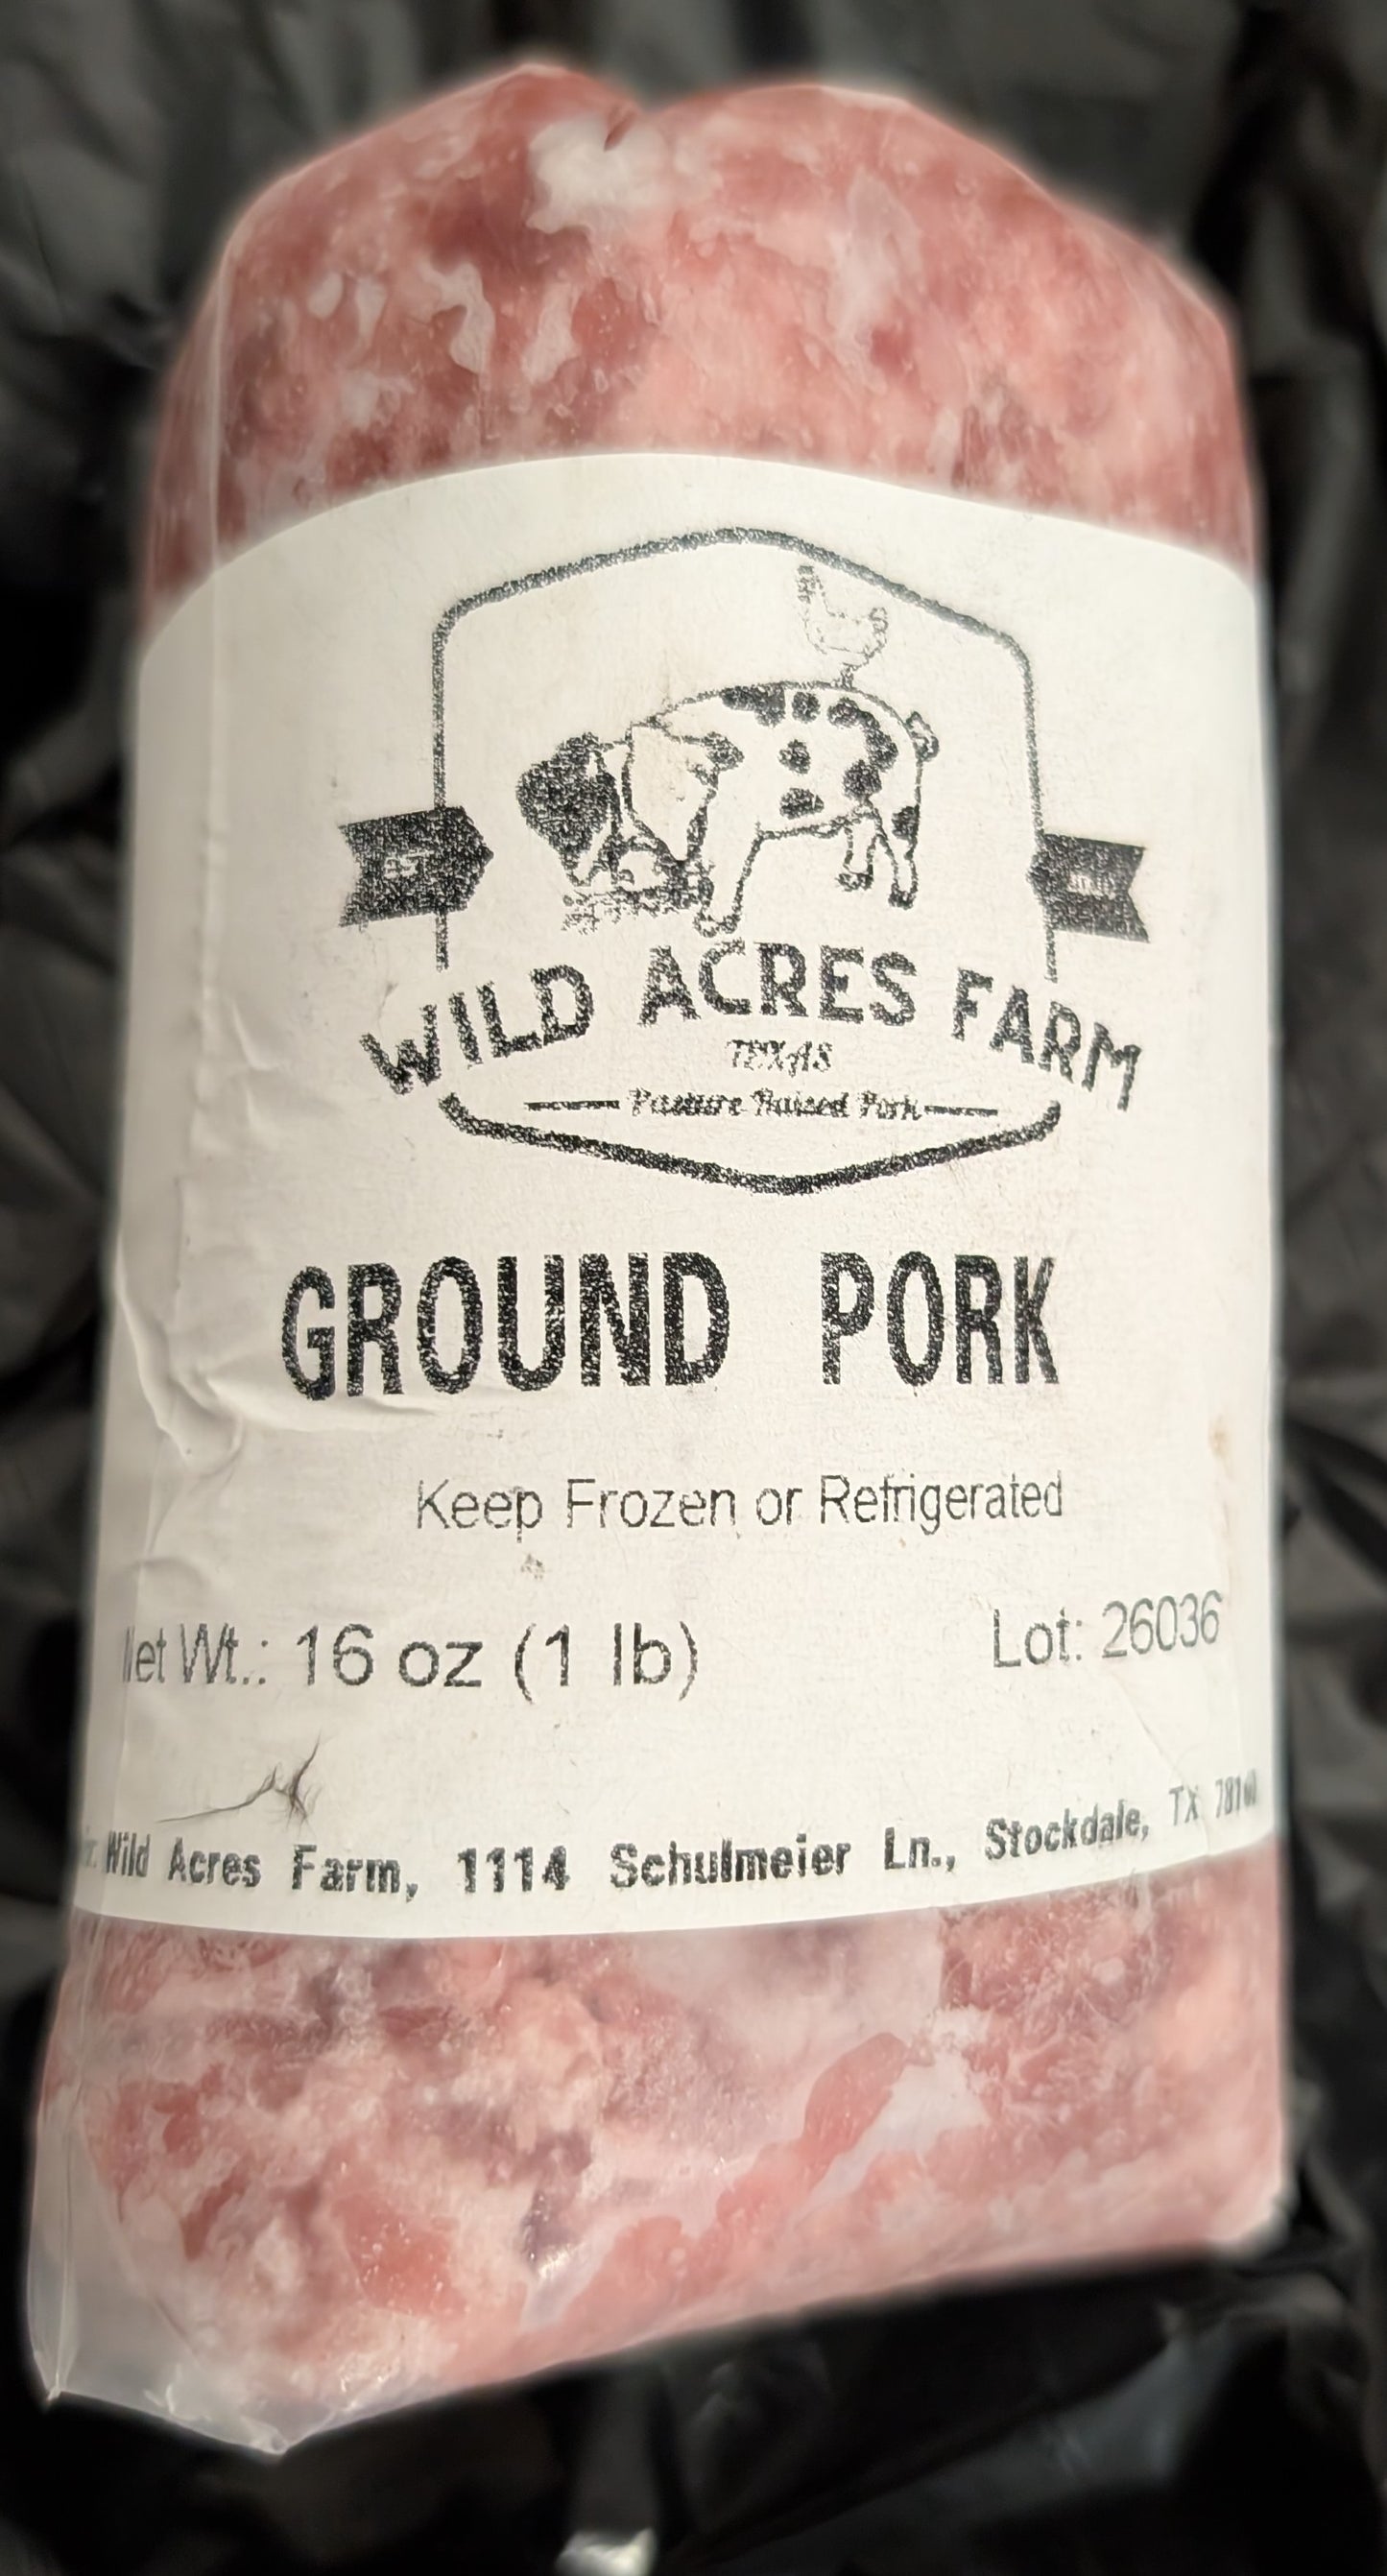 EST
WILD ACRES FARM
TEXAS
Pasture Raised Pork
GROUND PORK
Keep Frozen or Refrigerated
Net Wt.: 16 oz (1 lb)
Lot: 26036
Wild Acres Farm, 1114 Schulmeier Ln., Stockdale, TX